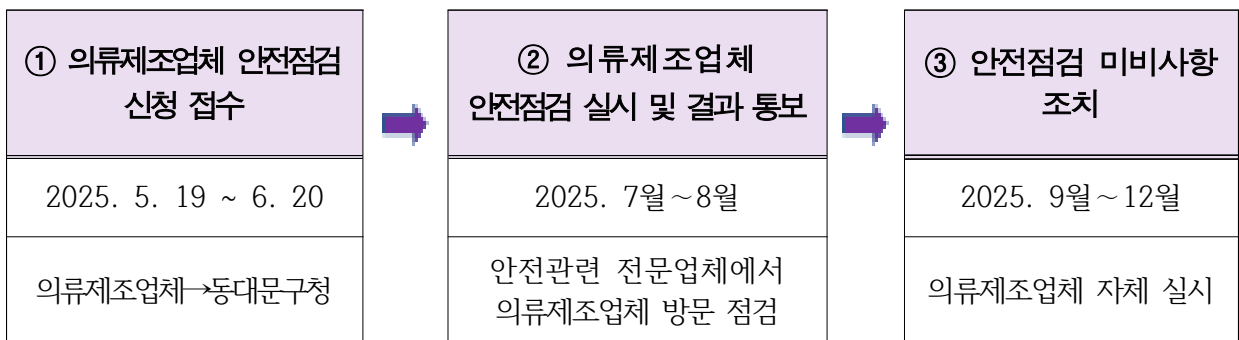 ① 의류제조업체 안전점검
신청 접수
2025. 5. 19 ~ 6. 20
의류제조업체→동대문구청
② 의류제조업체
안전점검 실시 및 결과 통보
2025. 7월～8월
안전관련 전문업체에서
의류제조업체 방문 점검
③ 안전점검 미비사항
조치
2025. 9월～12월
의류제조업체 자체 실시